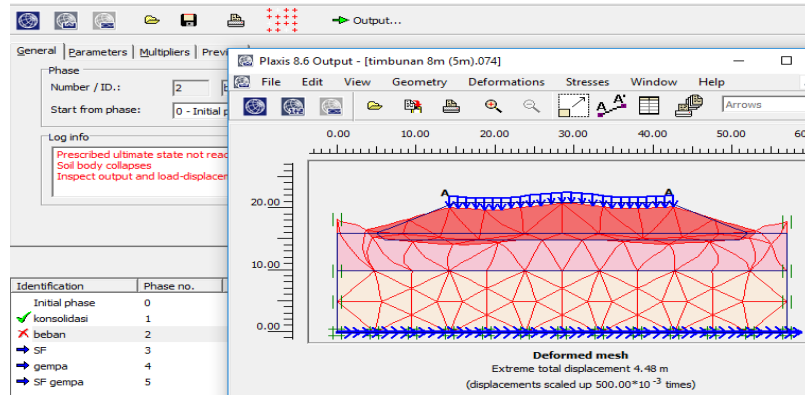 Output...
General
Parameters
Multipliers
Phase
Number / ID.:
2
Start from phase:
0 - Initial
Log info
Prescribed ultimate state not
Soil body collapses
Inspect output and
Identification
Phase no.
Initial phase
0
konsolidasi
1
beban
2
SF
3
gempa
4
SF gempa
5
Plaxis 8.6 Output - [timbunan 8m (5m).074]
File
Edit
View
Geometry
Deformations
Stresses
Window
Help
Arrows
0.00
10.00
20.00
30.00
40.00
50.00
20.00
10.00
0.00
A
A
Deformed mesh
Extreme total displacement 4.48 m
(displacements scaled up 500.00*10 -3 times)